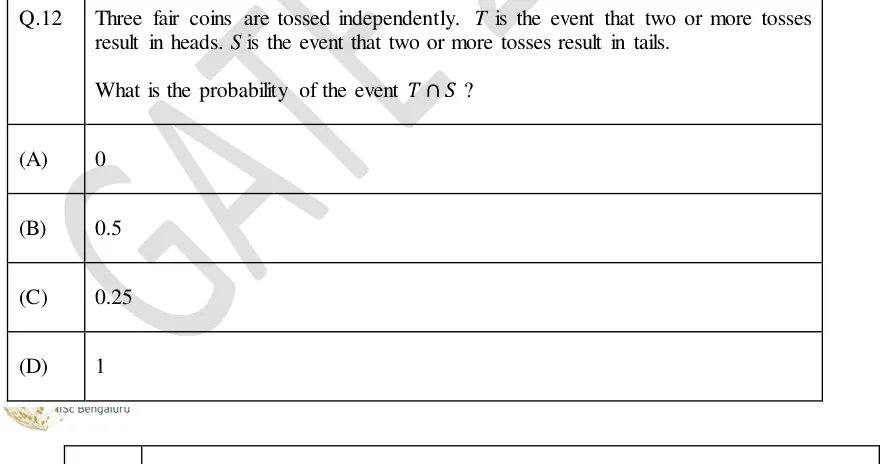 Q.12 Three fair coins are tossed independently. T is the event that two or more tosses
result in heads. S is the event that two or more tosses result in tails.
What is the probability of the event T ∩ S ?
(A) 0
(B) 0.5
(C) 0.25
(D) 1
GATE
IISc Bengaluru